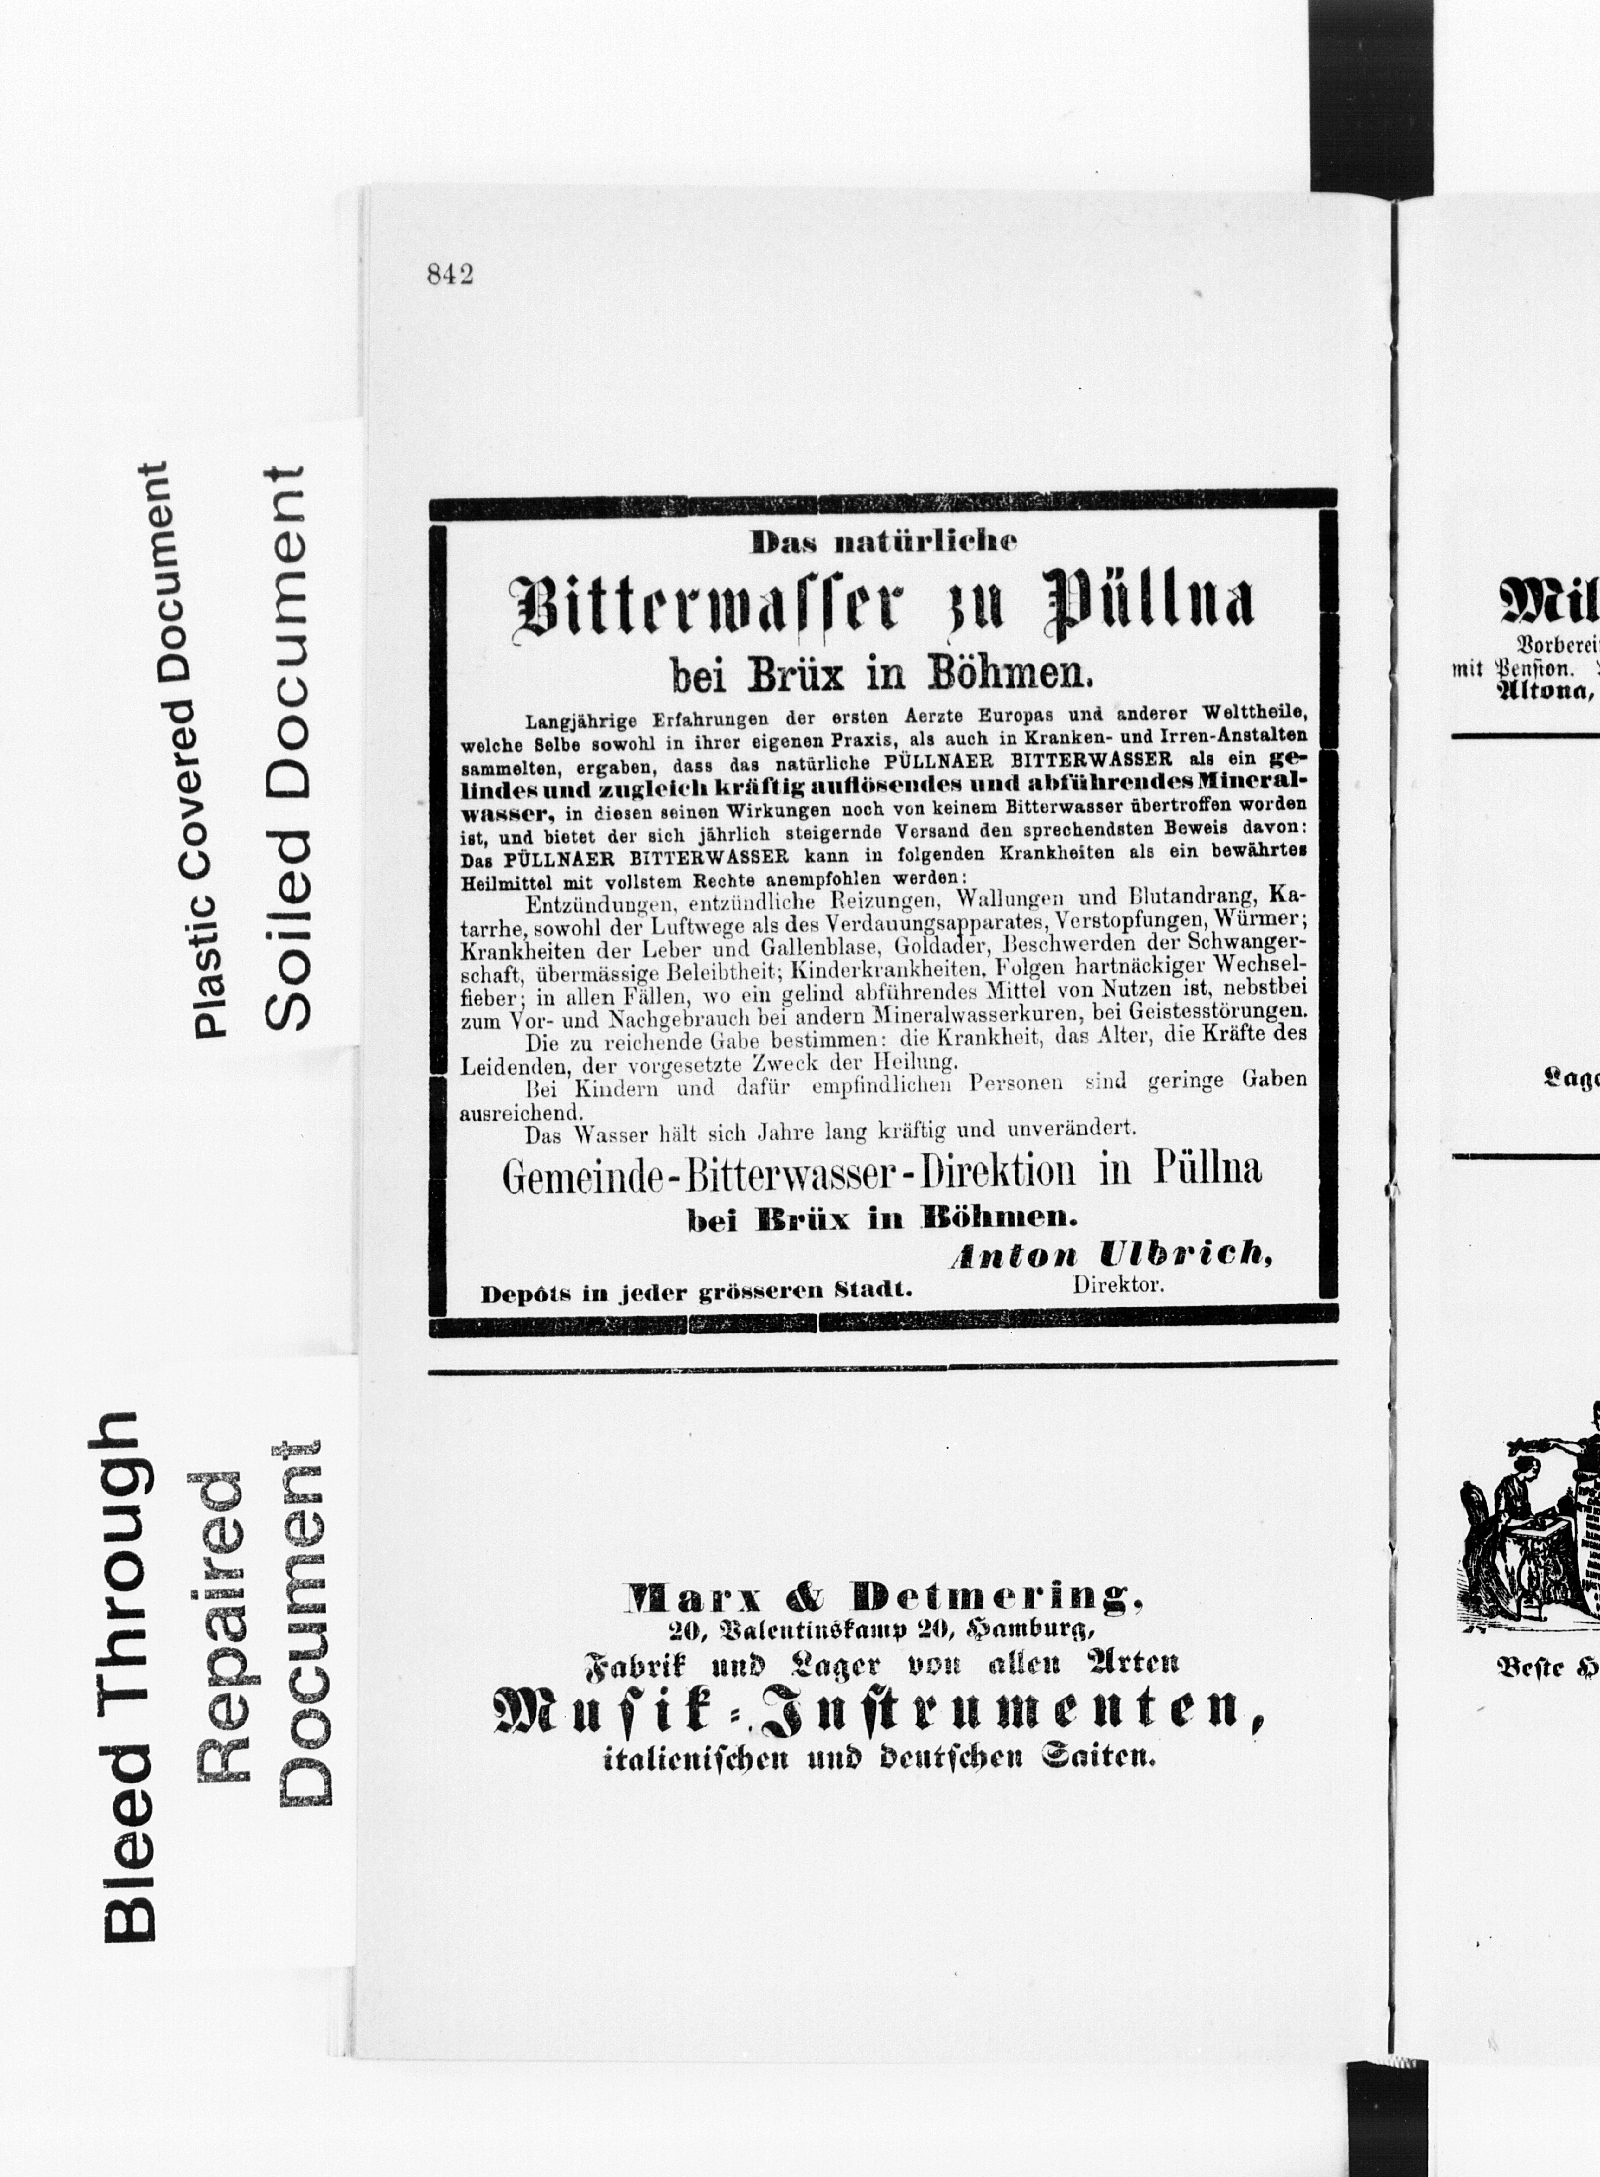 842
Das natürliche
Bitterwasser zu Püllna
bei Brüx in Böhmen.
Langjährige Erfahrungen der ersten Aerzte Europas und anderer Welttheile,
welche Selbe sowohl in ihrer eigenen Praxis, als auch in Kranken- und Irren-Anstalten
sammelten, ergaben, dass das natürliche PÜLLNAER BITTERWASSER als ein ge-
lindes und zugleich kräftig auflösendes und abführendes Mineral-
wasser, in diesen seinen Wirkungen noch von keinem Bitterwasser übertroffen worden
ist, und bietet der sich jährlich steigernde Versand den sprechendsten Beweis davon:
Das PÜLLNAER BITTERWASSER kann in folgenden Krankheiten als ein bewährtes
Heilmittel mit vollstem Rechte anempfohlen werden:
Entzündungen, entzündliche Reizungen, Wallungen und Blutandrang, Ka-
tarrhe, sowohl der Luftwege als des Verdauungsapparates, Verstopfungen, Würmer;
Krankheiten der Leber und Gallenblase, Goldader, Beschwerden der Schwanger-
schaft, übermässige Beleibtheit; Kinderkrankheiten, Folgen hartnäckiger Wechsel-
fieber; in allen Fällen, wo ein gelind abführendes Mittel von Nutzen ist, nebstbei
zum Vor- und Nachgebrauch bei andern Mineralwasserkuren, bei Geistesstörungen.
Die zu reichende Gabe bestimmen: die Krankheit, das Alter, die Kräfte des
Leidenden, der vorgesetzte Zweck der Heilung.
Bei Kindern und dafür empfindlichen Personen sind geringe Gaben
ausreichend.
Das Wasser hält sich Jahre lang kräftig und unverändert.
Gemeinde-Bitterwasser-Direktion in Püllna
bei Brüx in Böhmen.
Anton Ulbrich,
Depôts in jeder grösseren Stadt. Direktor.
Marx & Detmering,
20, Valentinskamp 20, Hamburg,
Fabrik und Lager von allen Arten
Musik-Instrumenten,
italienischen und deutschen Saiten.
Plastic Covered Document
Soiled Document
Bleed Through
Repaired
Document
Mil
Vorberei
mit Pension.
Altona,
Lage
Beste H